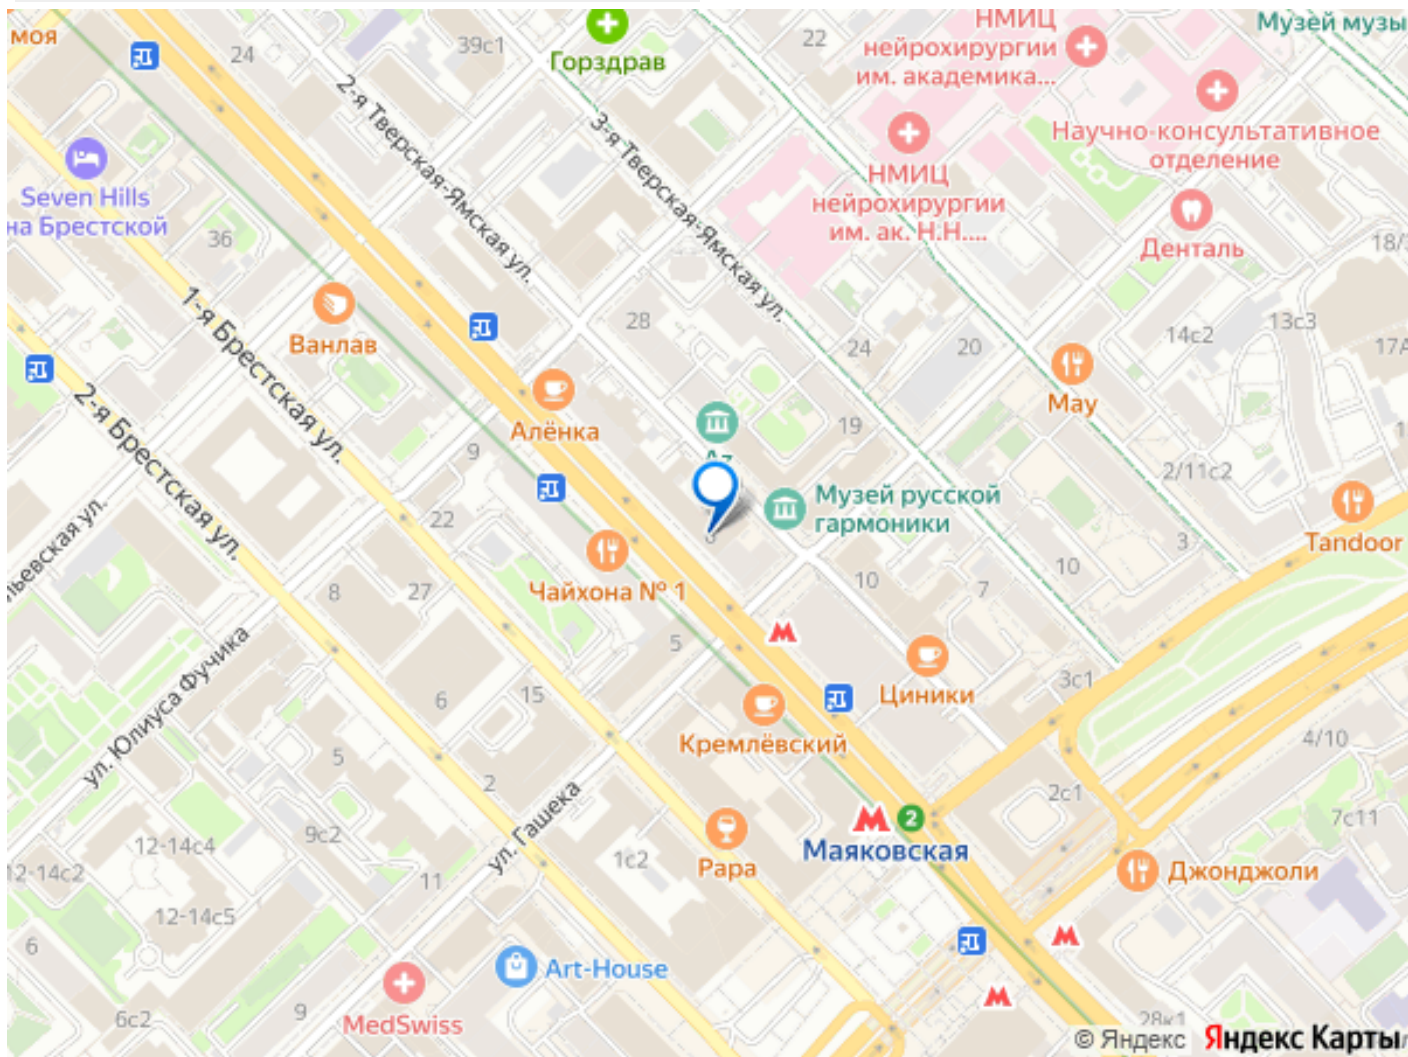 моя
24
39с1
Горздрав
22
НМИЦ
нейрохирургии
им. академика...
Музей музы
Научно-консультативное
отделение
2-я Тверская-Ямская ул.
3-я Тверская-Ямская ул.
НМИЦ
нейрохирургии
им. ак. Н.Н....
Seven Hills
на Брестской
36
Денталь
18/3
1-я Брестская ул.
Ванлав
28
24
20
14с2
13с3
17А
2-я Брестская ул.
Алёнка
9
Мау
19
2/11с2
Музей русской
гармоники
22
Tandoor
3
10
7
10
Чайхона № 1
8
27
5
ул. Юлиуса Фучика
6
15
3с1
Циники
Кремлёвский
4/10
5
2
2с1
2
Маяковская
7с11
ул. Гашека
9с2
12-14с4
12-14с2
11
1с2
Papa
Джонджоли
12-14с5
6
Art-House
9
6с2
MedSwiss
28к1
© Яндекс
Яндекс Карты